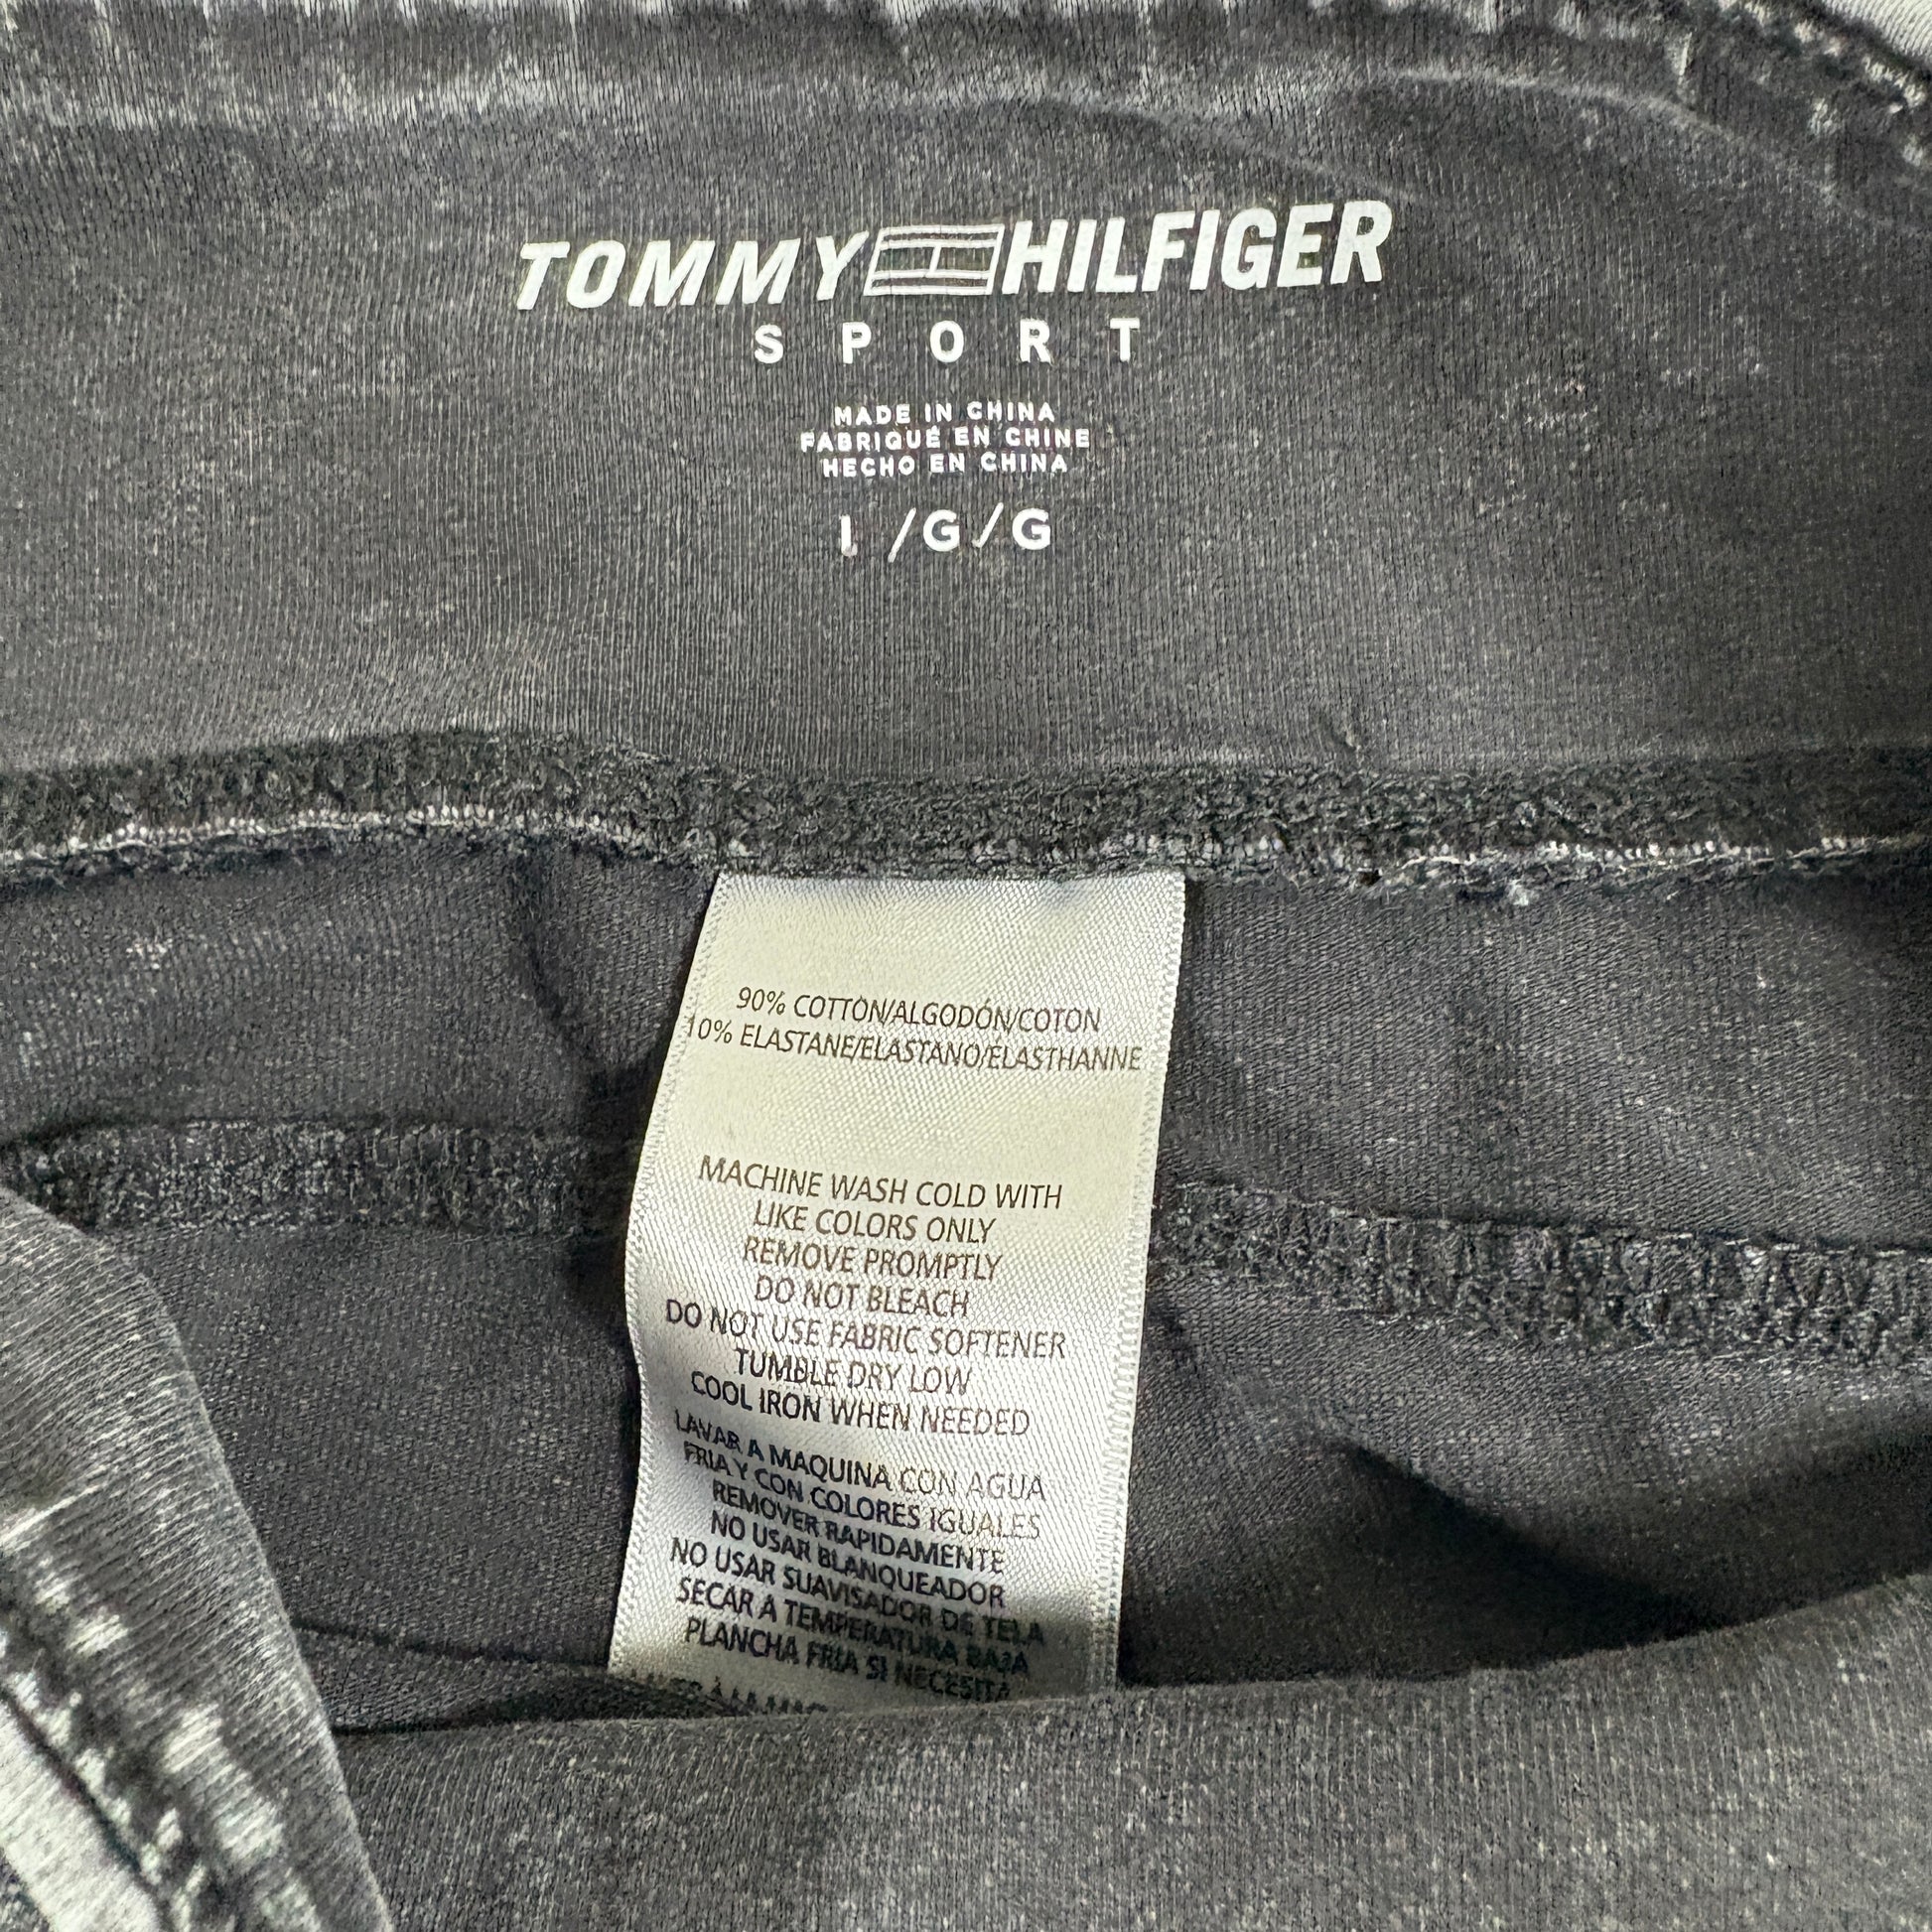 TOMMY HILFIGER
SPORT
MADE IN CHINA
FABRIQUÉ EN CHINE
HECHO EN CHINA
/G/G
90% COTTON/ALGODÓN/COTON
10% ELASTANE/ELASTANO/ÉLASTHANNE
MACHINE WASH COLD WITH
LIKE COLORS ONLY
REMOVE PROMPTLY
DO NOT BLEACH
DO NOT USE FABRIC SOFTENER
TUMBLE DRY LOW
COOL IRON WHEN NEEDED
LAVAR A MAQUINA CON AGUA
FRIA Y CON COLORES IGUALES
REMOVER RAPIDAMENTE
NO USAR BLANQUEADOR
NO USAR SUAVISADOR DE TELA
SECAR A TEMPERATURA BAJA
PLANCHA FRIA SI NECESITA